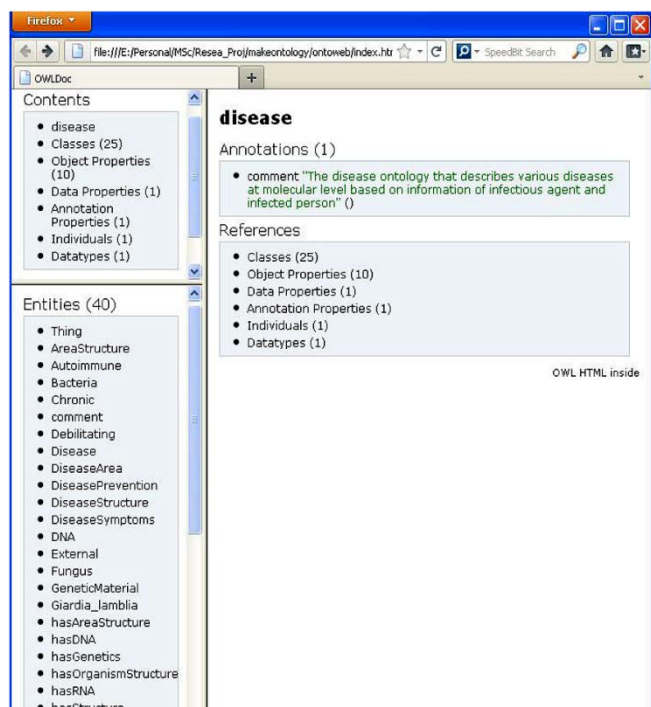 Firefox
file:///E:/Personal/MSc/Resea_Proj/makeontology/ontoweb/index.htr
SpeedBit Search
OWLDoc
Contents
disease
Classes (25)
Object Properties
(10)
Data Properties (1)
Annotation
Properties (1)
Individuals (1)
Datatypes (1)
Entities (40)
Thing
AreaStructure
Autoimmune
Bacteria
Chronic
comment
Debilitating
Disease
DiseaseArea
DiseasePrevention
DiseaseStructure
DiseaseSymptoms
DNA
External
Fungus
GeneticMaterial
Giardia_lamblia
hasAreaStructure
hasDNA
hasGenetics
hasOrganismStructure
hasRNA
hasStructure
disease
Annotations (1)
comment "The disease ontology that describes various diseases
at molecular level based on information of infectious agent and
infected person" ()
References
Classes (25)
Object Properties (10)
Data Properties (1)
Annotation Properties (1)
Individuals (1)
Datatypes (1)
OWL HTML inside